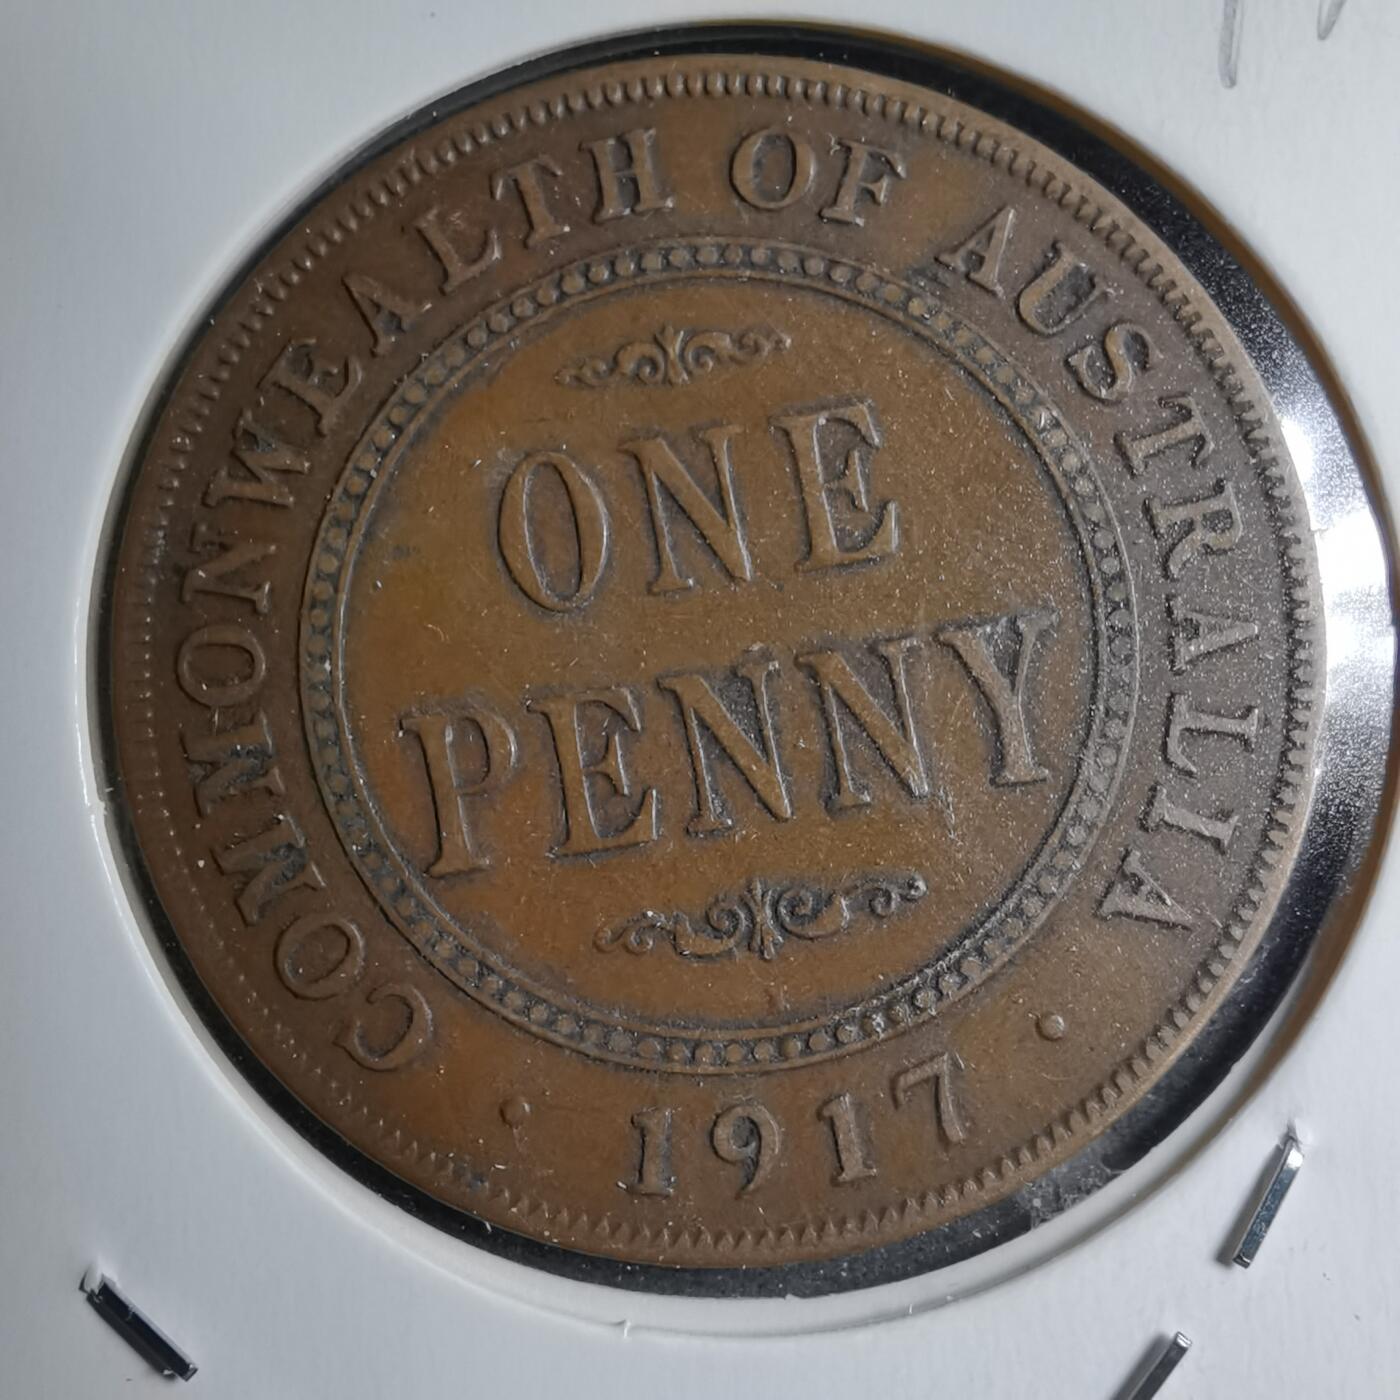 COMMONWEALTH OF AUSTRALIA
ONE
PENNY
· 1917 ·